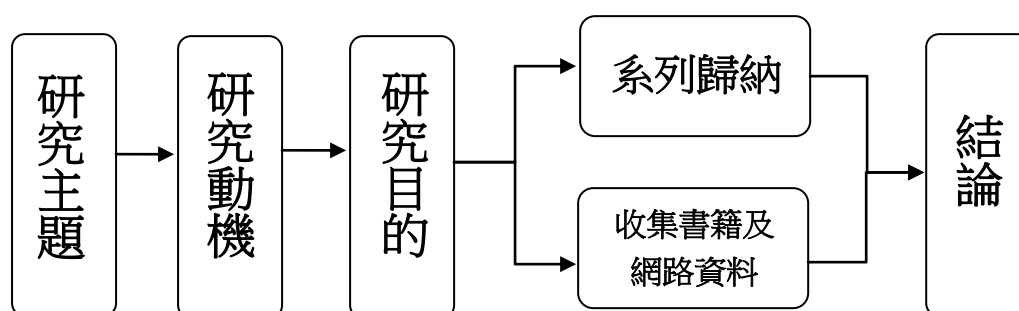 研究主題
研究動機
研究目的
系列歸納
收集書籍及
網路資料
結論